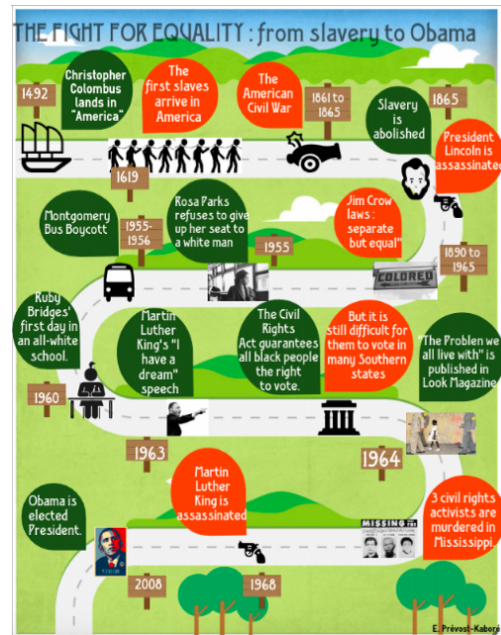 THE FIGHT FOR EQUALITY : from slavery to Obama
1492
Christopher
Colombus
lands in
"America"
The
first slaves
arrive in
America
1619
The
American
Civil War
1861 to
1865
Slavery
is
abolished
1865
President
Lincoln is
assassinated
Jim Crow
laws :
separate
but equal"
1890 to
1965
COLORED
Rosa Parks
refuses to give
up her seat to
a white man
1955
Montgomery
Bus Boycott
1955-
1956
Ruby
Bridges'
first day in
an all-white
school.
1960
Martin
Luther
King's "I
have a
dream"
speech
1963
The Civil
Rights
Act guarantees
all black people
the right
to vote.
But it is
still difficult for
them to vote in
many Southern
states
1964
"The Problen we
all live with" is
published in
Look Magazine
3 civil rights
activists are
murdered in
Mississippi.
MISSING
Martin
Luther
King is
assassinated
1968
Obama is
elected
President.
2008
E. Prévost-Kaboré